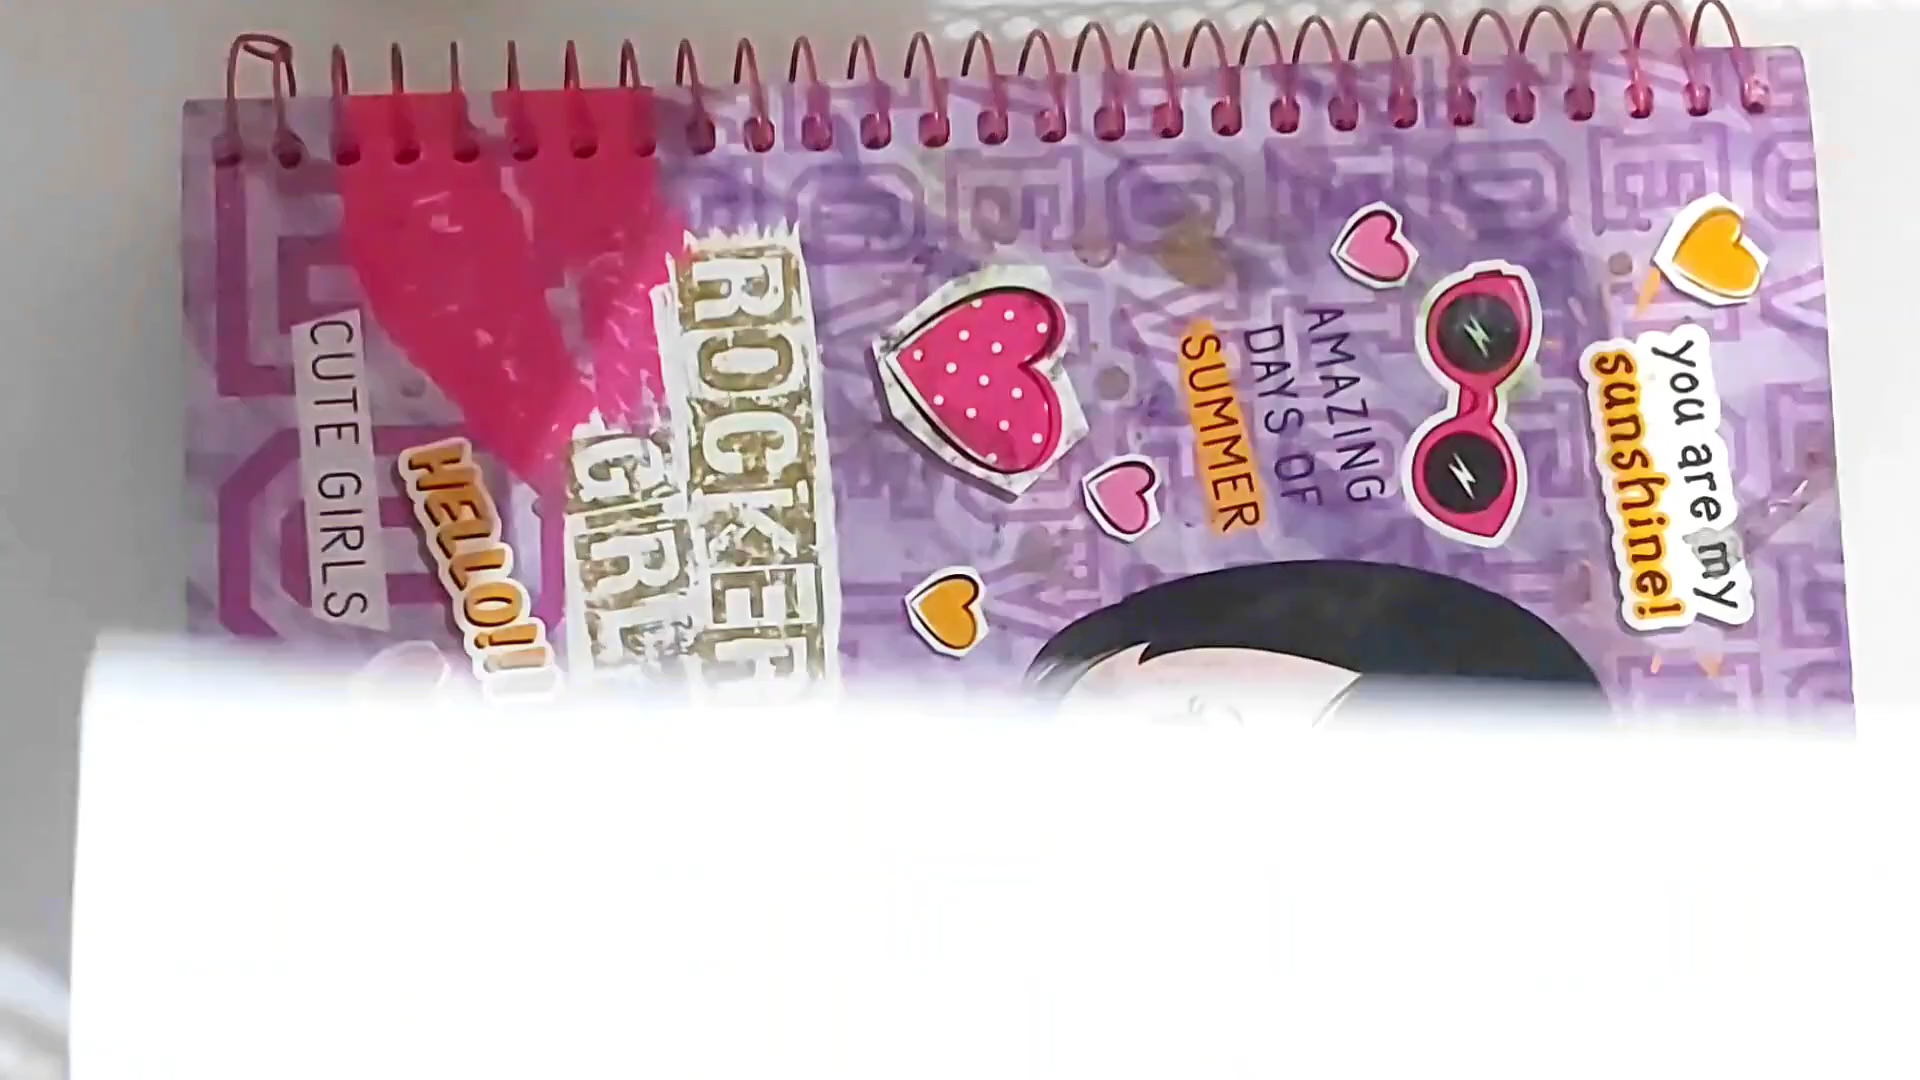 you are my
sunshine!
AMAZING
DAYS OF
SUMMER
ROCKER
GIRL
HELLO!
CUTE GIRLS